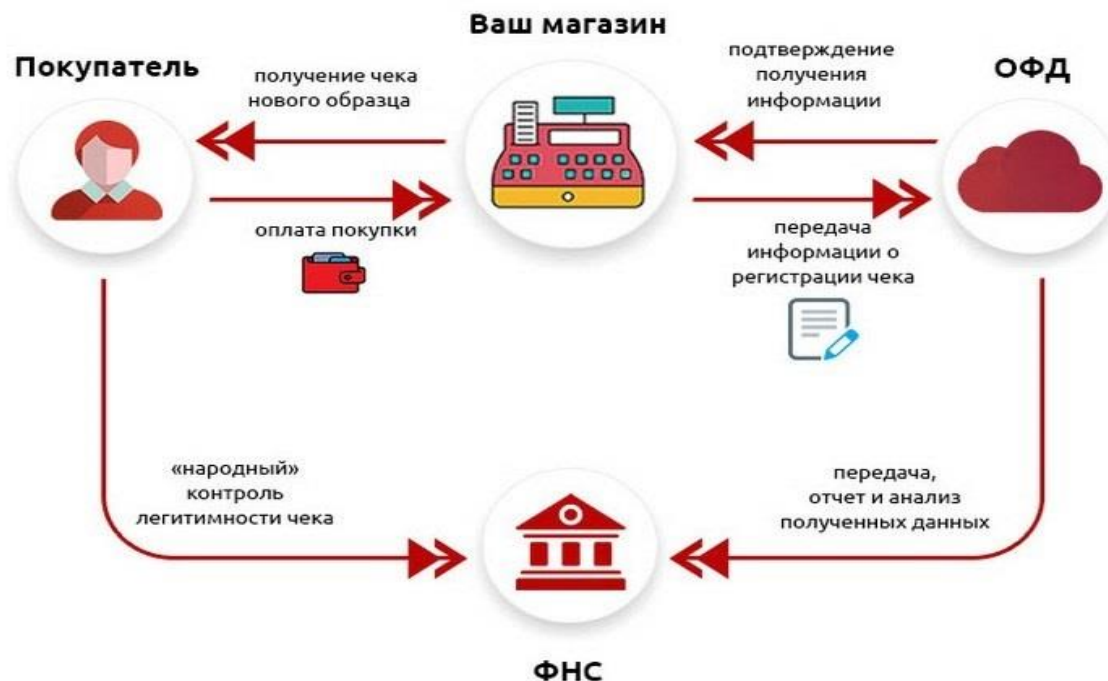 Ваш магазин
Покупатель
ОФД
получение чека
нового образца
подтверждение
получения
информации
оплата покупки
передача
информации о
регистрации чека
«народный»
контроль
легитимности чека
передача,
отчет и анализ
полученных данных
ФНС